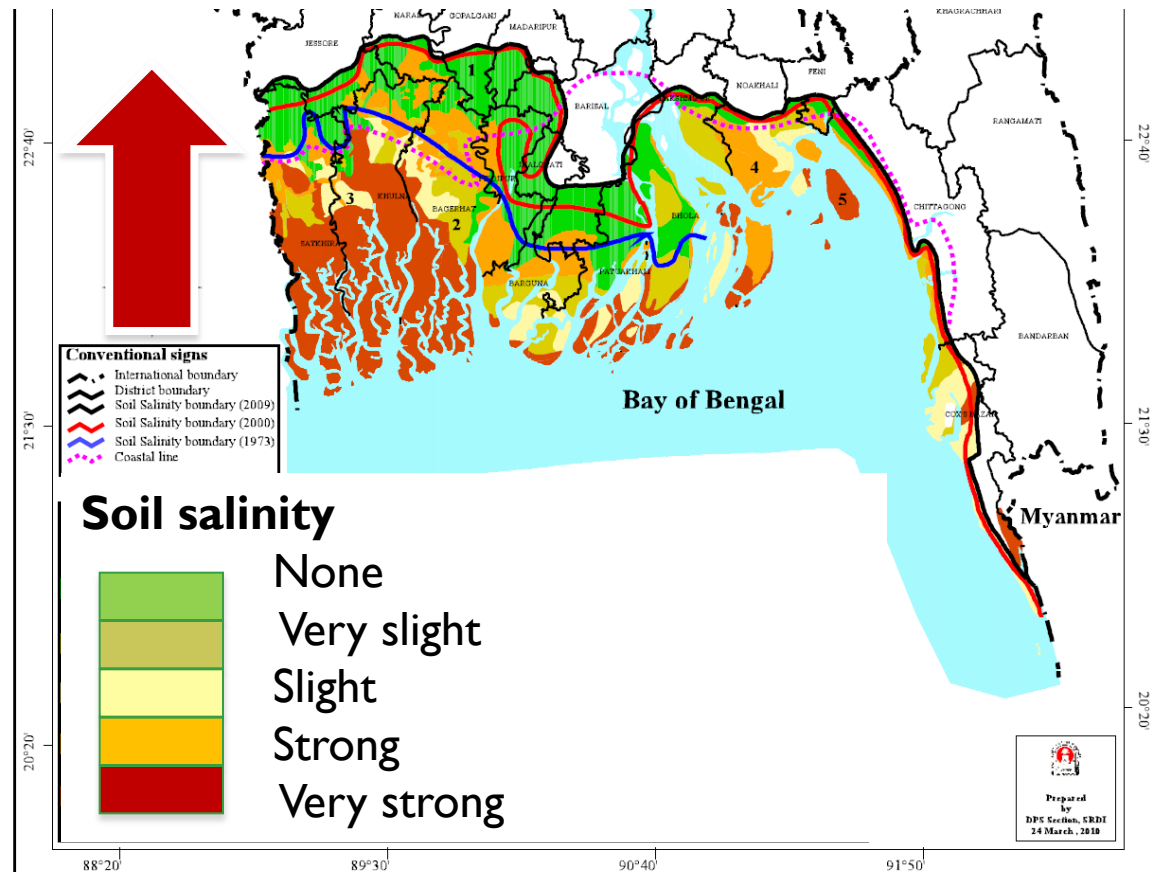 NARAIL
GOPALGANJ
MADARIPUR
KHAGRACHHARI
JESSORE
FENI
NOAKHALI
1
BARISAL
RANGAMATI
22°40'
22°40'
4
3
KHULNA
5
CHITTAGONG
BAGERHAT
2
BHOLA
SATKHIRA
PATUAKHALI
BARGUNA
BANDARBAN
Conventional signs
International boundary
District boundary
Soil Salinity boundary (2009)
Soil Salinity boundary (2000)
Soil Salinity boundary (1973)
Coastal line
Bay of Bengal
COX'S BAZAR
21°30'
21°30'
Soil salinity
Myanmar
None
Very slight
Slight
Strong
Very strong
20°20'
20°20'
Prepared
by
DPS Section, SRDI
24 March, 2010
88°20'
89°30'
90°40'
91°50'